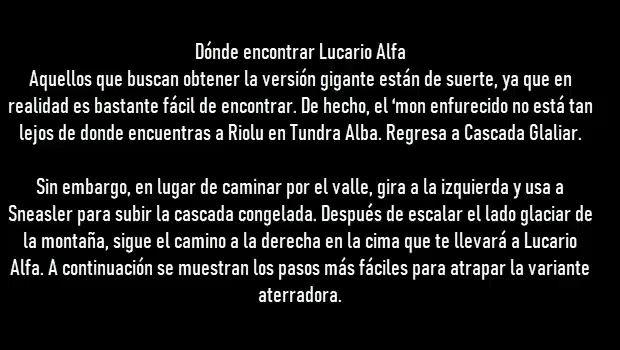 Dónde encontrar Lucario Alfa
Aquellos que buscan obtener la versión gigante están de suerte, ya que en
realidad es bastante fácil de encontrar. De hecho, el ‘mon enfurecido no está tan
lejos de donde encuentras a Riolu en Tundra Alba. Regresa a Cascada Glaliar.
Sin embargo, en lugar de caminar por el valle, gira a la izquierda y usa a
Sneasler para subir la cascada congelada. Después de escalar el lado glaciar de
la montaña, sigue el camino a la derecha en la cima que te llevará a Lucario
Alfa. A continuación se muestran los pasos más fáciles para atrapar la variante
aterradora.